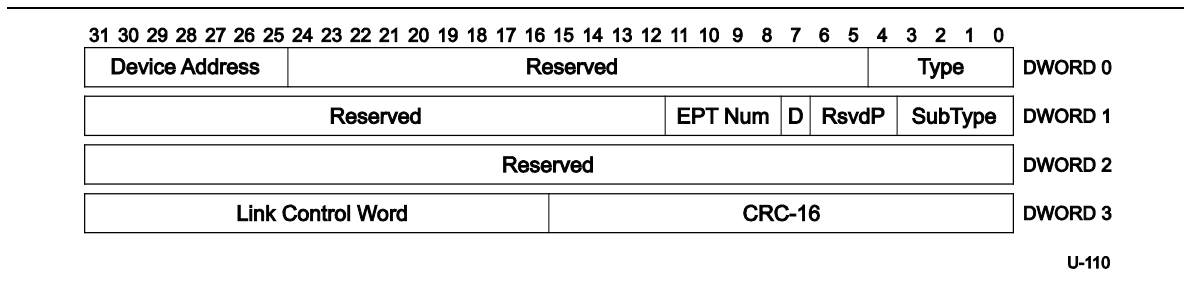 31 30 29 28 27 26 25 24 23 22 21 20 19 18 17 16 15 14 13 12 11 10 9 8 7 6 5 4 3 2 1 0
Device Address Reserved Type DWORD 0
Reserved EPT Num D RsvdP SubType DWORD 1
Reserved DWORD 2
Link Control Word CRC-16 DWORD 3
U-110